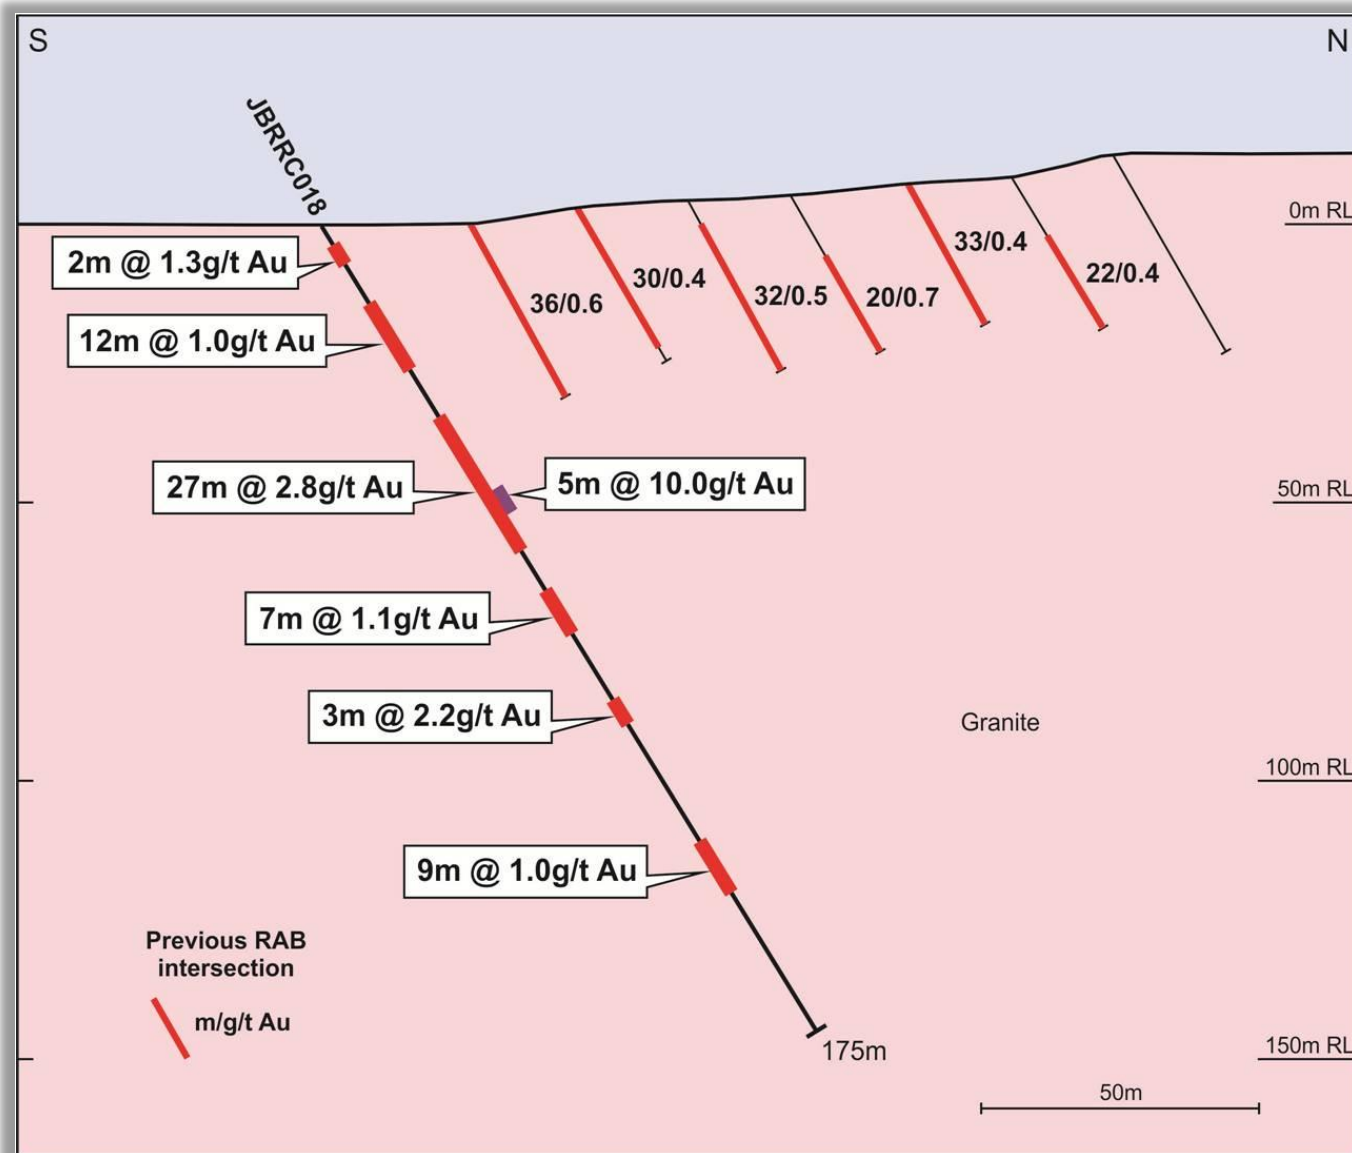 S
N
JBRRC018
0m RL
2m @ 1.3g/t Au
33/0.4
22/0.4
30/0.4
32/0.5
20/0.7
36/0.6
12m @ 1.0g/t Au
27m @ 2.8g/t Au
5m @ 10.0g/t Au
50m RL
7m @ 1.1g/t Au
3m @ 2.2g/t Au
Granite
100m RL
9m @ 1.0g/t Au
Previous RAB
intersection
m/g/t Au
175m
150m RL
50m